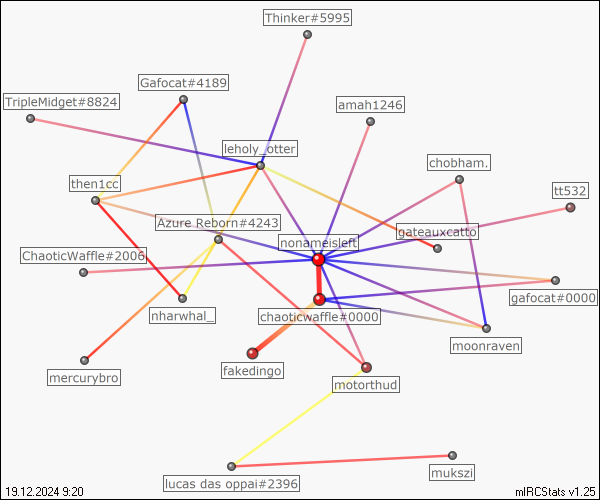 Thinker#5995
Gafocat#4189
TripleMidget#8824
amah1246
leholy_otter
chobham.
then1cc
tt532
Azure Reborn#4243
gateauxcatto
nonameisleft
ChaoticWaffle#2006
gafocat#0000
nharwhal_
chaoticwaffle#0000
moonraven
fakedingo
mercurybro
motorthud
mukszi
lucas das oppai#2396
19.12.2024 9:20
mIRCStats v1.25